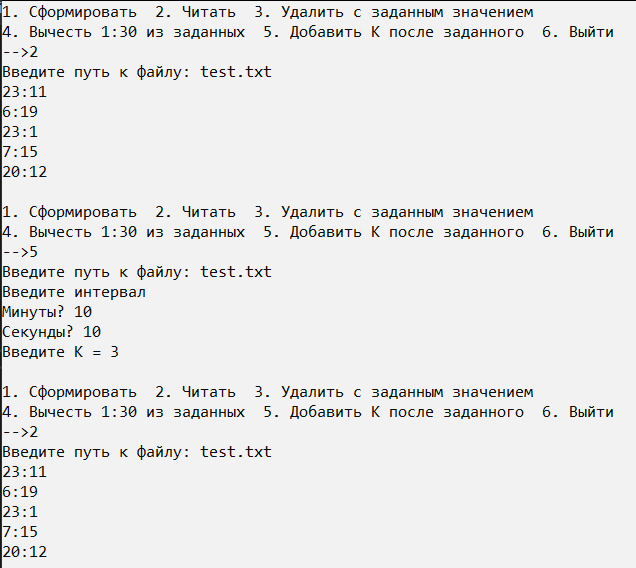 1. Сформировать  2. Читать  3. Удалить с заданным значением
4. Вычесть 1:30 из заданных  5. Добавить К после заданного  6. Выйти
-->2
Введите путь к файлу: test.txt
23:11
6:19
23:1
7:15
20:12

1. Сформировать  2. Читать  3. Удалить с заданным значением
4. Вычесть 1:30 из заданных  5. Добавить К после заданного  6. Выйти
-->5
Введите путь к файлу: test.txt
Введите интервал
Минуты? 10
Секунды? 10
Введите К = 3

1. Сформировать  2. Читать  3. Удалить с заданным значением
4. Вычесть 1:30 из заданных  5. Добавить К после заданного  6. Выйти
-->2
Введите путь к файлу: test.txt
23:11
6:19
23:1
7:15
20:12